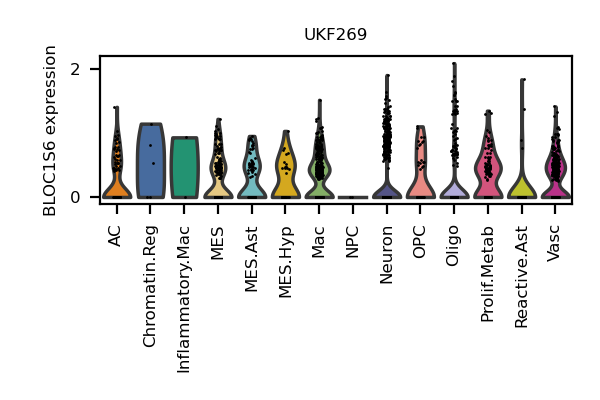 UKF269
BLOC1S6 expression
2
0
AC
Chromatin.Reg
Inflammatory.Mac
MES
MES.Ast
MES.Hyp
Mac
NPC
Neuron
OPC
Oligo
Prolif.Metab
Reactive.Ast
Vasc